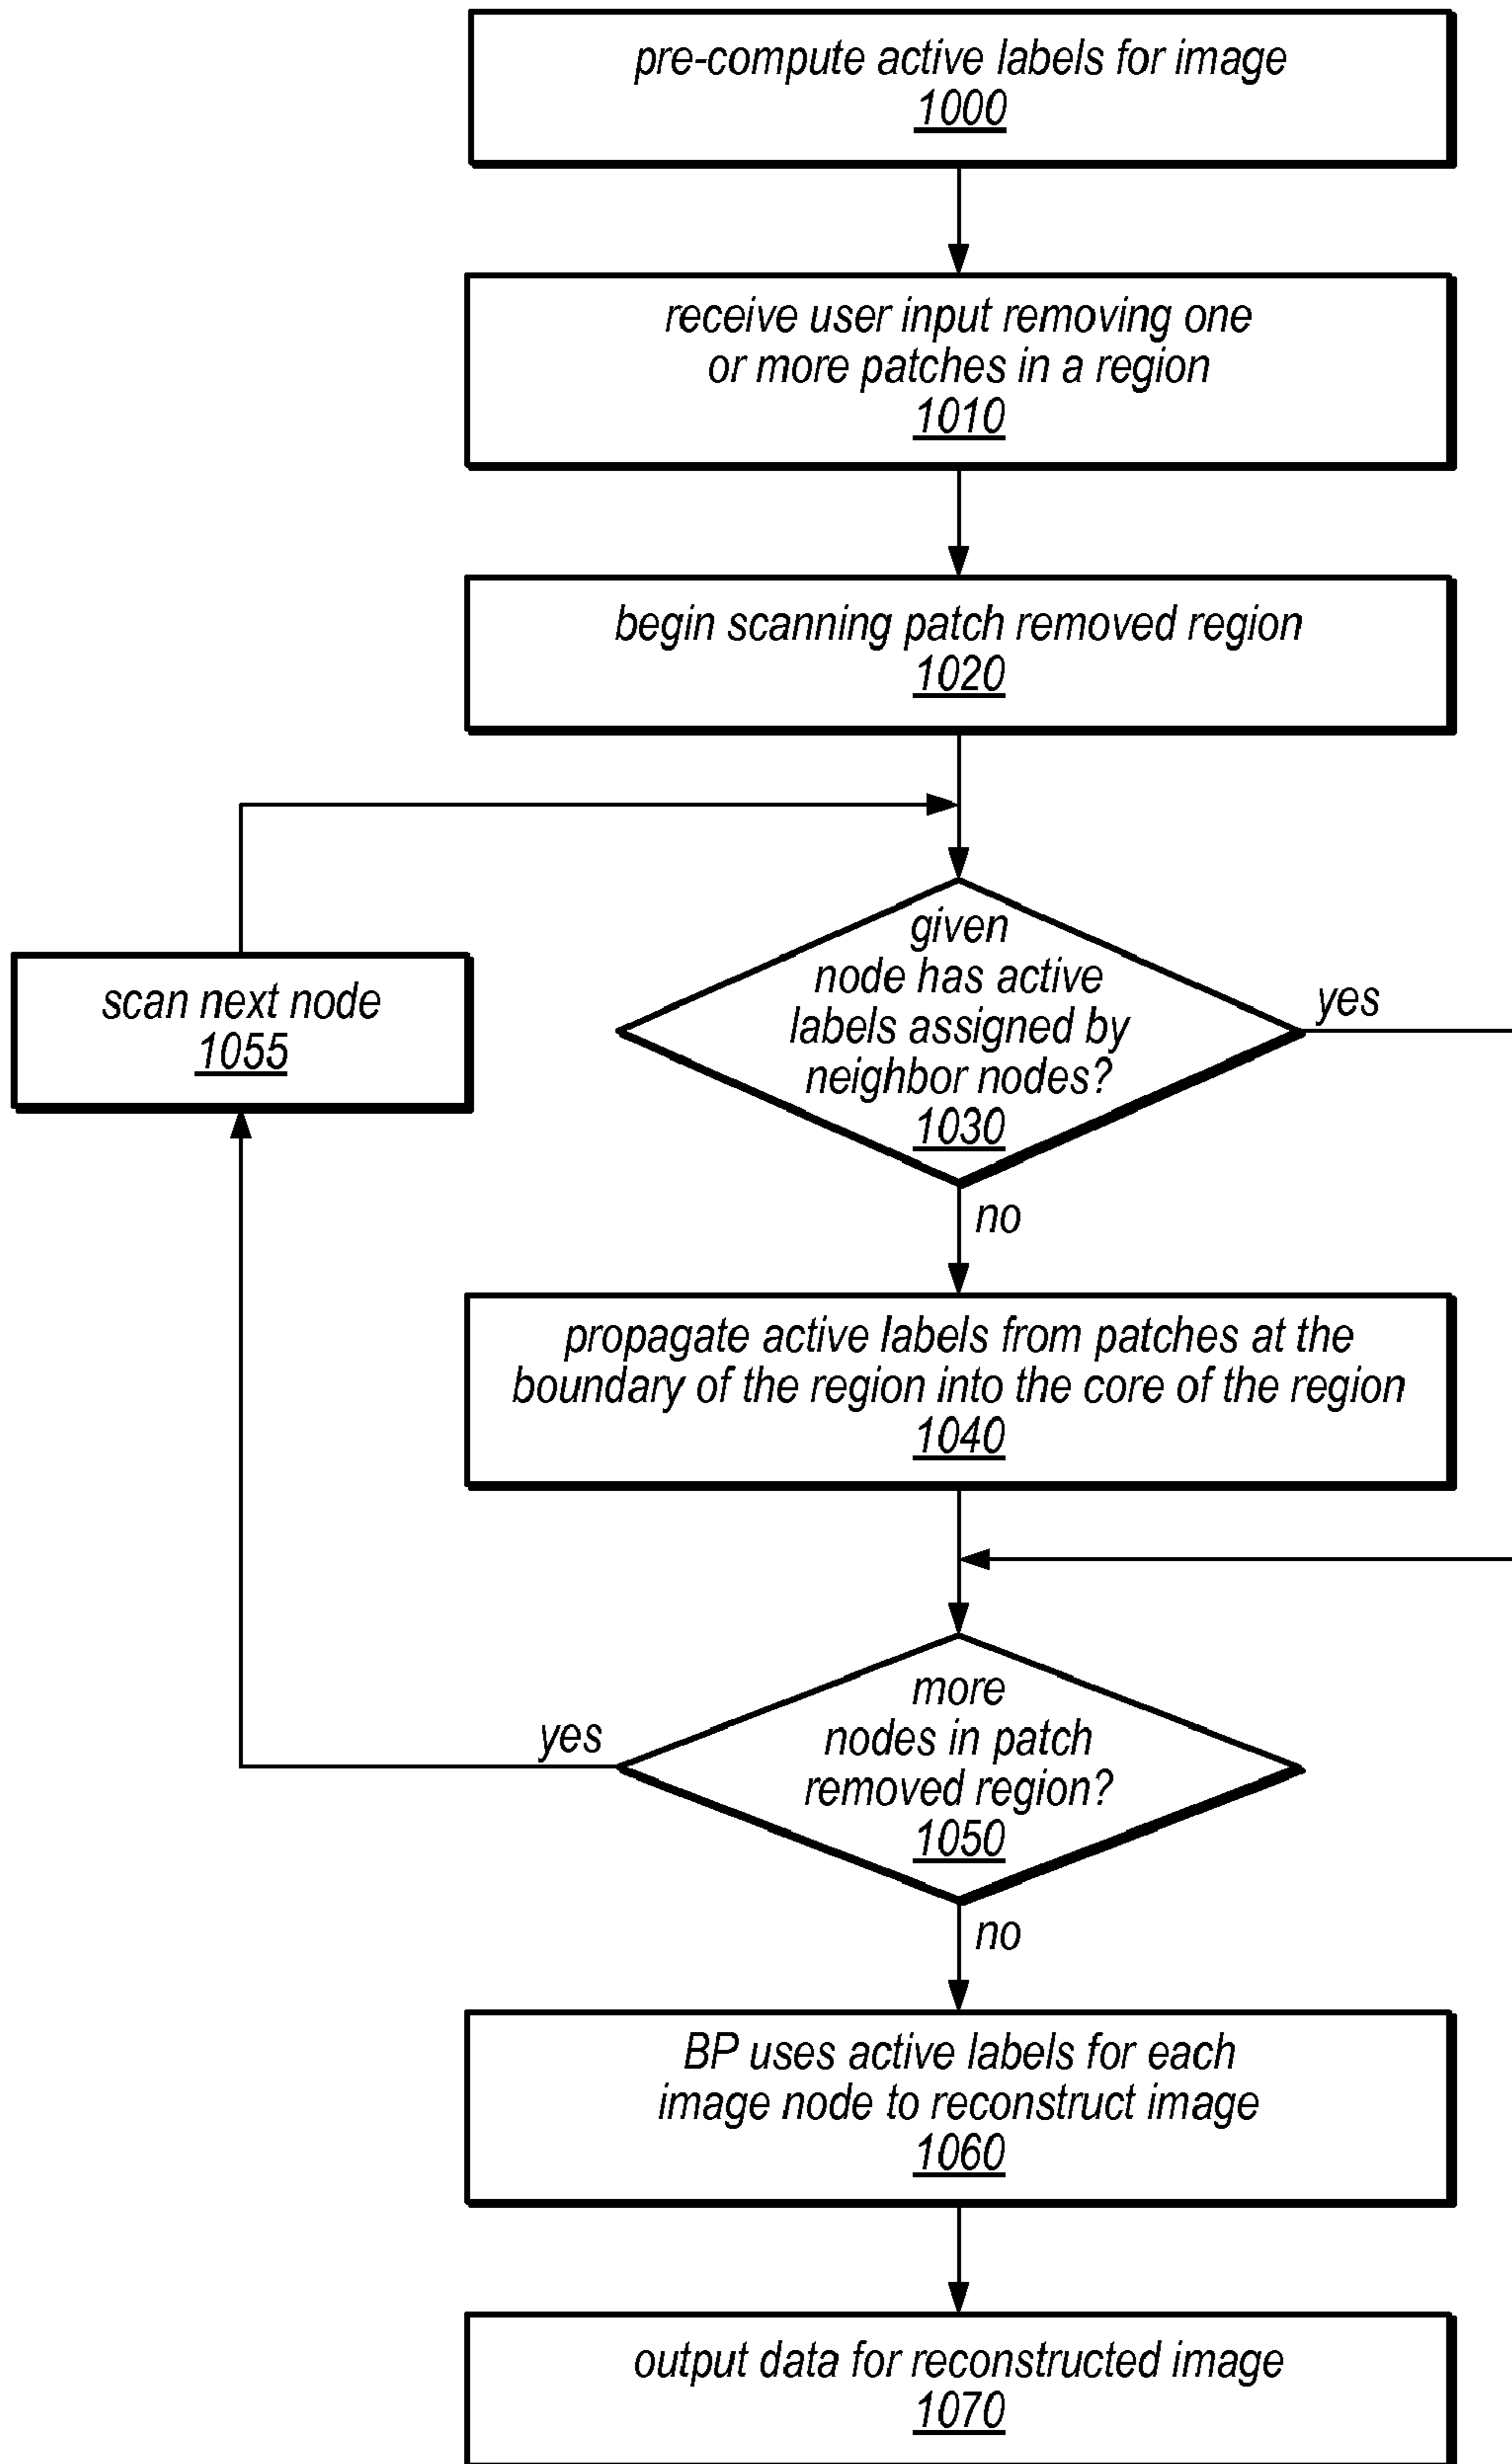 pre-compute active labels for image
1000
receive user input removing one
or more patches in a region
1010
begin scanning patch removed region
1020
given
node has active
labels assigned by
neighbor nodes?
1030
yes
scan next node
1055
no
propagate active labels from patches at the
boundary of the region into the core of the region
1040
more
nodes in patch
removed region?
1050
yes
no
BP uses active labels for each
image node to reconstruct image
1060
output data for reconstructed image
1070